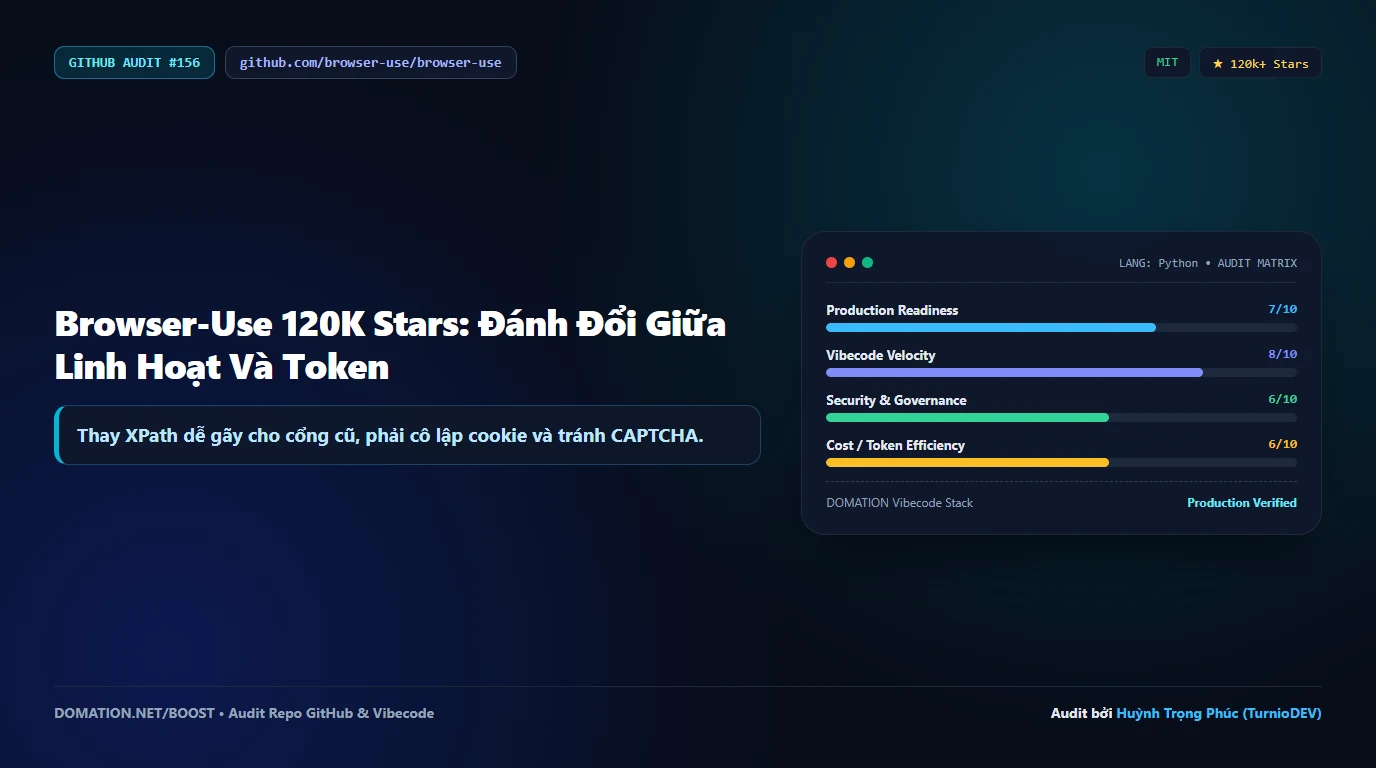 GITHUB AUDIT #156
github.com/browser-use/browser-use
MIT
★ 120k+ Stars
Browser-Use 120K Stars: Đánh Đổi Giữa
Linh Hoạt Và Token
Thay XPath dễ gãy cho cổng cũ, phải cô lập cookie và tránh CAPTCHA.
LANG: Python • AUDIT MATRIX
Production Readiness 7/10
Vibecode Velocity 8/10
Security & Governance 6/10
Cost / Token Efficiency 6/10
DOMATION Vibecode Stack Production Verified
DOMATION.NET/BOOST • Audit Repo GitHub & Vibecode
Audit bởi Huỳnh Trọng Phúc (TurnioDEV)